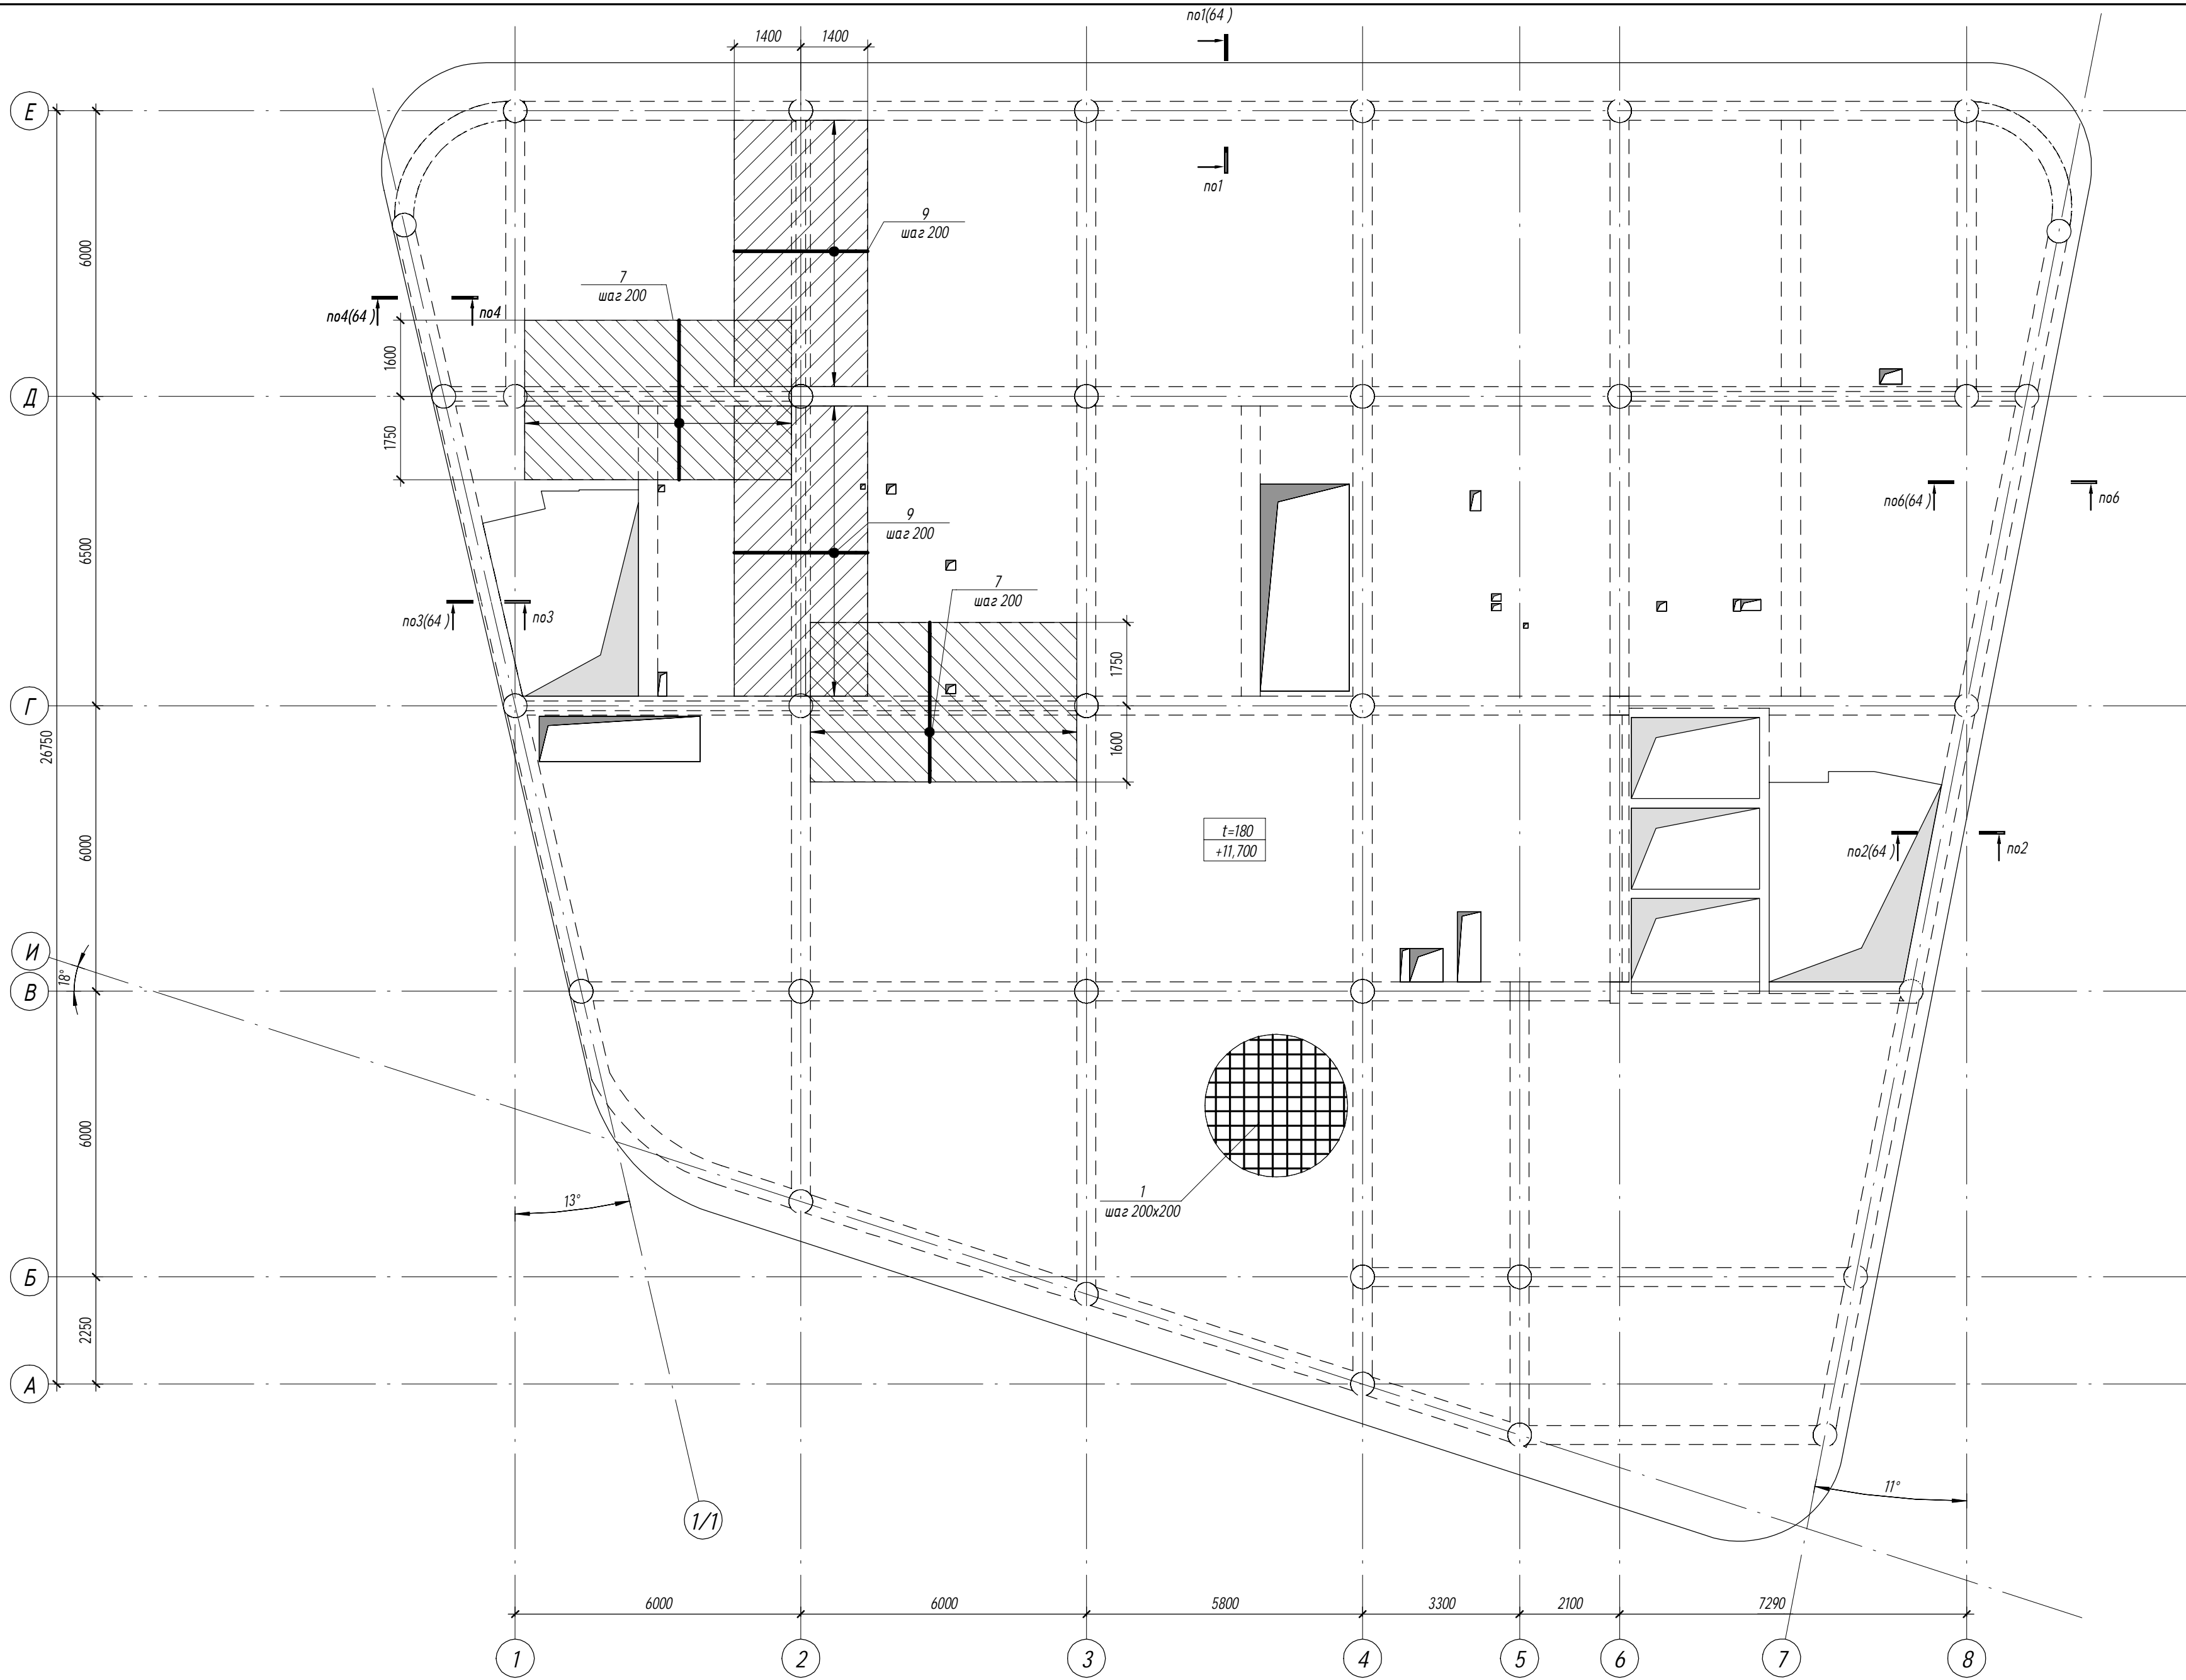 по1(64 )
1400
1400
Е
по1
9
шаг 200
6000
7
шаг 200
по4(64 )
по4
1600
Д
1750
по6(64 )
по6
9
шаг 200
6500
7
шаг 200
по3(64 )
по3
1750
Г
26750
1600
t=180
+11,700
6000
по2(64 )
по2
И
18°
В
6000
1
шаг 200х200
13°
Б
2250
А
11°
1/1
6000
6000
5800
3300
2100
7290
1
2
3
4
5
6
7
8